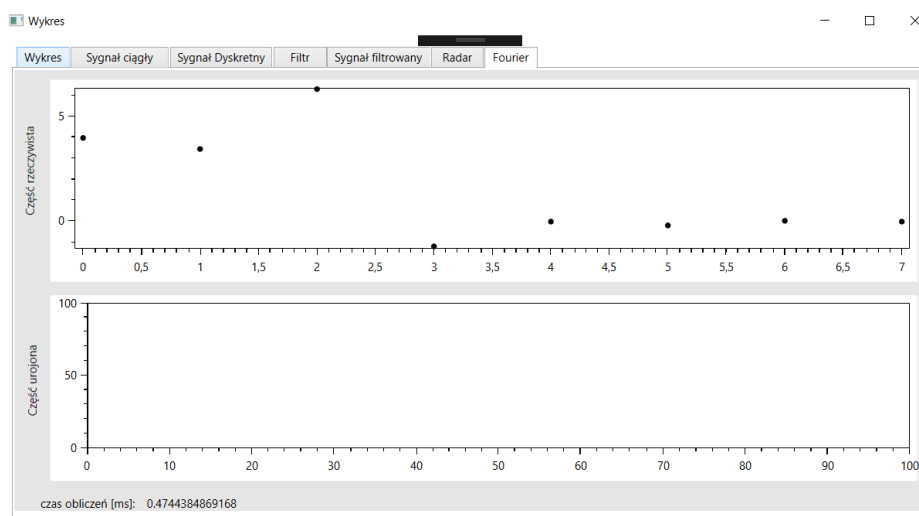 Wykres
Wykres Sygnał ciągły Sygnał Dyskretny Filtr Sygnał filtrowany Radar Fourier
Część rzeczywista
5
0
0 0,5 1 1,5 2 2,5 3 3,5 4 4,5 5 5,5 6 6,5 7
Część urojona
100
50
0
0 10 20 30 40 50 60 70 80 90 100
czas obliczeń [ms]: 0.4744384869168